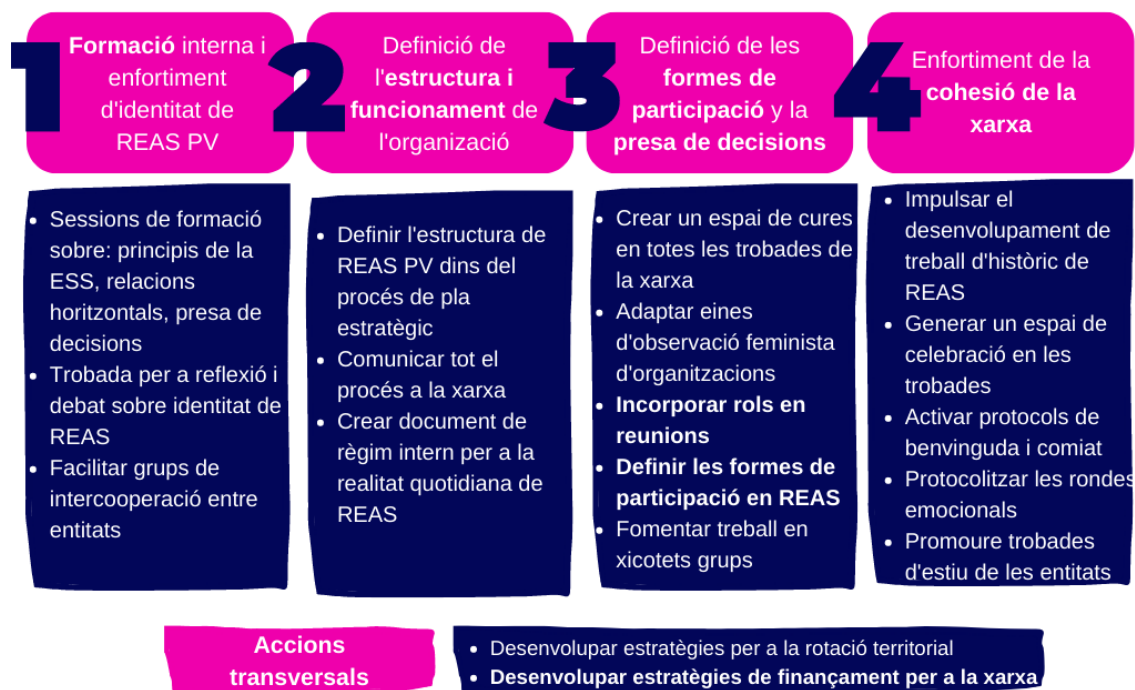 1
Formació interna i
enfortiment
d'identitat de
REAS PV
2
Definició de
l'estructura i
funcionament de
l'organizació
3
Definició de les
formes de
participació y la
presa de decisions
4
Enfortiment de la
cohesió de la
xarxa
• Sessions de formació
sobre: principis de la
ESS, relacions
horitzontals, presa de
decisions
• Trobada per a reflexió i
debat sobre identitat de
REAS
• Facilitar grups de
intercooperació entre
entitats
• Definir l'estructura de
REAS PV dins del
procés de pla
estratègic
• Comunicar tot el
procés a la xarxa
• Crear document de
règim intern per a la
realitat quotidiana de
REAS
• Crear un espai de cures
en totes les trobades de
la xarxa
• Adaptar eines
d'observació feminista
d'organitzacions
• Incorporar rols en
reunions
• Definir les formes de
participació en REAS
• Fomentar treball en
xicotets grups
• Impulsar el
desenvolupament de
treball d'històric de
REAS
• Generar un espai de
celebració en les
trobades
• Activar protocols de
benvinguda i comiat
• Protocolitzar les rondes
emocionals
• Promoure trobades
d'estiu de les entitats
Accions
transversals
• Desenvolupar estratègies per a la rotació territorial
• Desenvolupar estratègies de finançament per a la xarxa